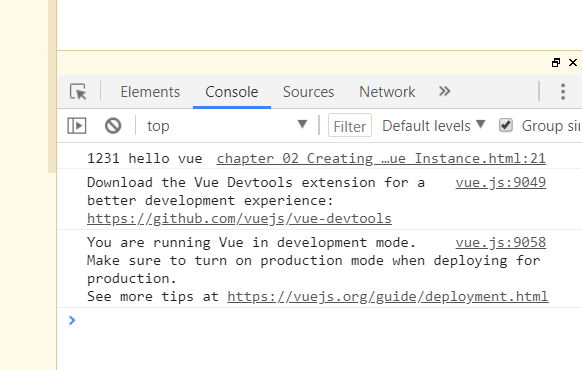 Elements Console Sources Network
top Filter Default levels Group
1231 hello vue chapter 02 Creating …ue Instance.html:21
Download the Vue Devtools extension for a vue.js:9049
better development experience:
https://github.com/vuejs/vue-devtools
You are running Vue in development mode. vue.js:9058
Make sure to turn on production mode when deploying for
production.
See more tips at https://vuejs.org/guide/deployment.html